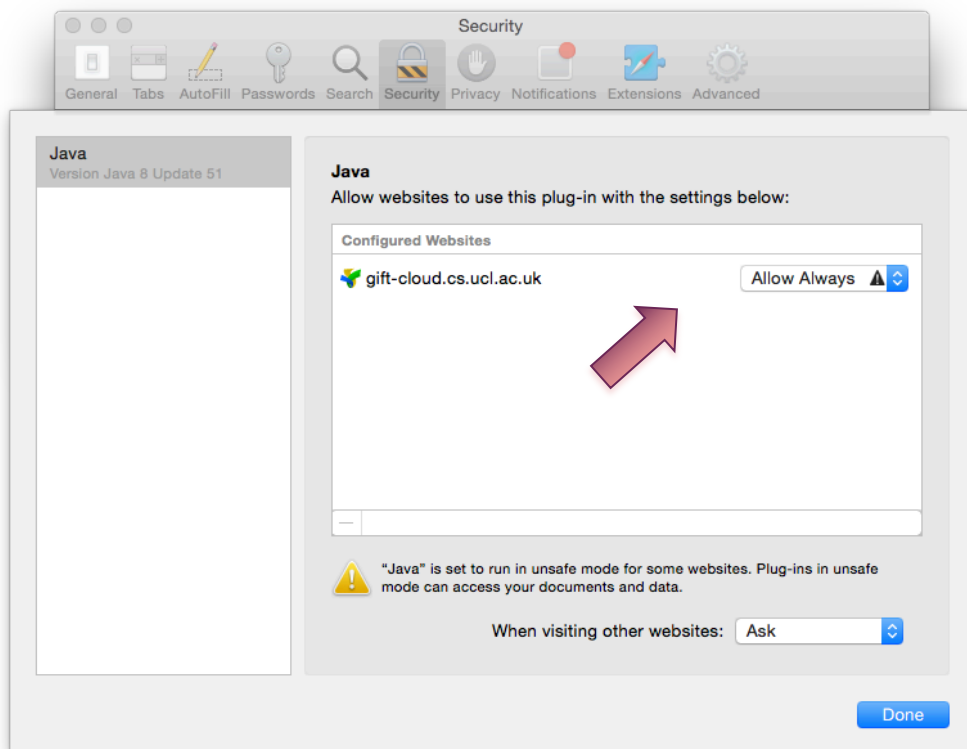 Security
General Tabs AutoFill Passwords Search Security Privacy Notifications Extensions Advanced
Java
Version Java 8 Update 51
Java
Allow websites to use this plug-in with the settings below:
Configured Websites
gift-cloud.cs.ucl.ac.uk Allow Always
“Java” is set to run in unsafe mode for some websites. Plug-ins in unsafe
mode can access your documents and data.
When visiting other websites: Ask
Done